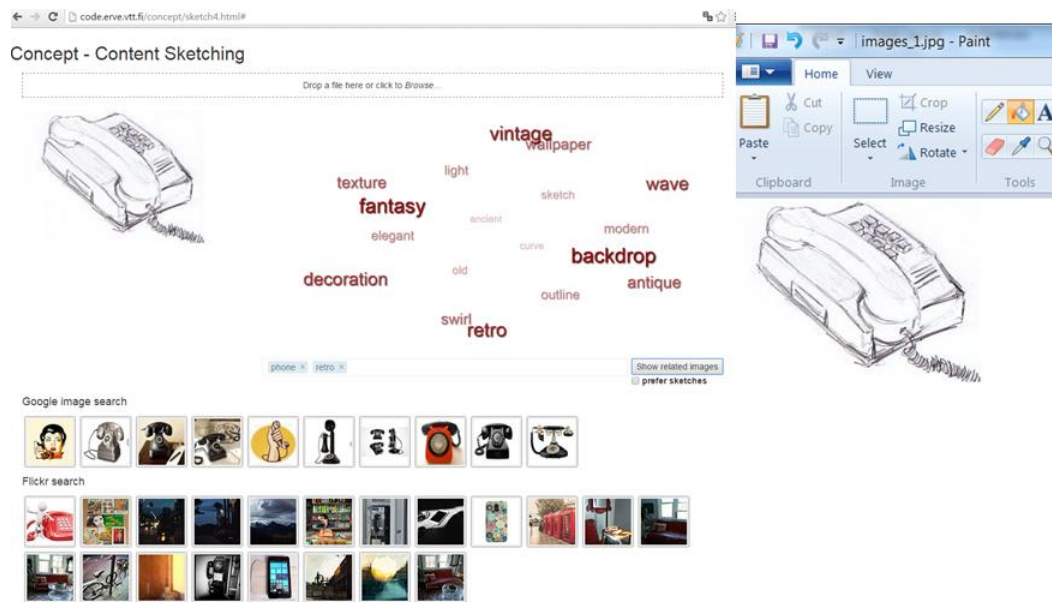 code.erve.vtt.fi/concept/sketch4.html#
Concept - Content Sketching
Drop a file here or click to Browse...
vintage
wallpaper
light
texture
sketch
wave
fantasy
ancient
elegant
modern
curve
backdrop
old
decoration
antique
outline
swirl
retro
phone ×
retro ×
Show related images
prefer sketches
Google image search
Flickr search
images_1.jpg - Paint
Home
View
Paste
Cut
Copy
Clipboard
Select
Crop
Resize
Rotate
Image
A
Tools